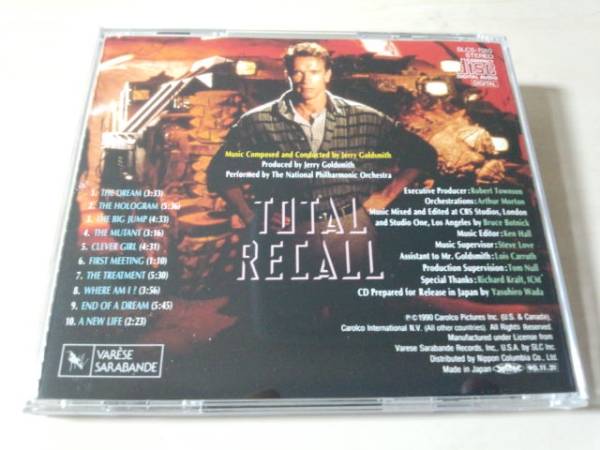 SLCS-7010
STEREO
COMPACT
disc
DIGITAL AUDIO
DIGITAL
Music Composed and Conducted by Jerry Goldsmith
Produced by Jerry Goldsmith
Performed by The National Philharmonic Orchestra
TOTAL
RECALL
1. THE DREAM (3:33)
2. THE HOLOGRAM (5:36)
3. THE BIG JUMP (4:33)
4. THE MUTANT (3:16)
5. CLEVER GIRL (4:31)
6. FIRST MEETING (1:10)
7. THE TREATMENT (5:30)
8. WHERE AM I? (3:56)
9. END OF A DREAM (5:45)
10. A NEW LIFE (2:23)
Executive Producer: Robert Townson
Orchestrations: Arthur Morton
Music Mixed and Edited at CBS Studios, London
and Studio One, Los Angeles by Bruce Botnick
Music Editor: Ken Hall
Music Supervisor: Steve Love
Assistant to Mr. Goldsmith: Lois Carruth
Production Supervision: Tom Null
Special Thanks: Richard Kraft, ICM
CD Prepared for Release in Japan by Yasuhiro Wada
℗© 1990 Carolco Pictures Inc. (U.S. & Canada),
Carolco International N.V. (All other countries). All Rights Reserved.
Manufactured under License from
Varese Sarabande Records, Inc., U.S.A by SLC Inc.
Distributed by Nippon Columbia Co., Ltd.
Made in Japan
VARÈSE
SARABANDE